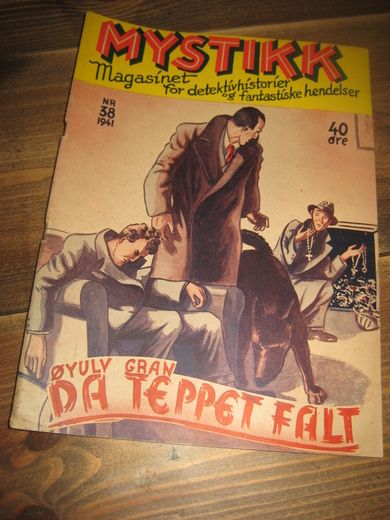 MYSTIKK
Magasinet
for detektivhistorier
og fantastiske hendelser
NR
38
1941
40
øre
ØYULV GRAN
DA TEPPET FALT